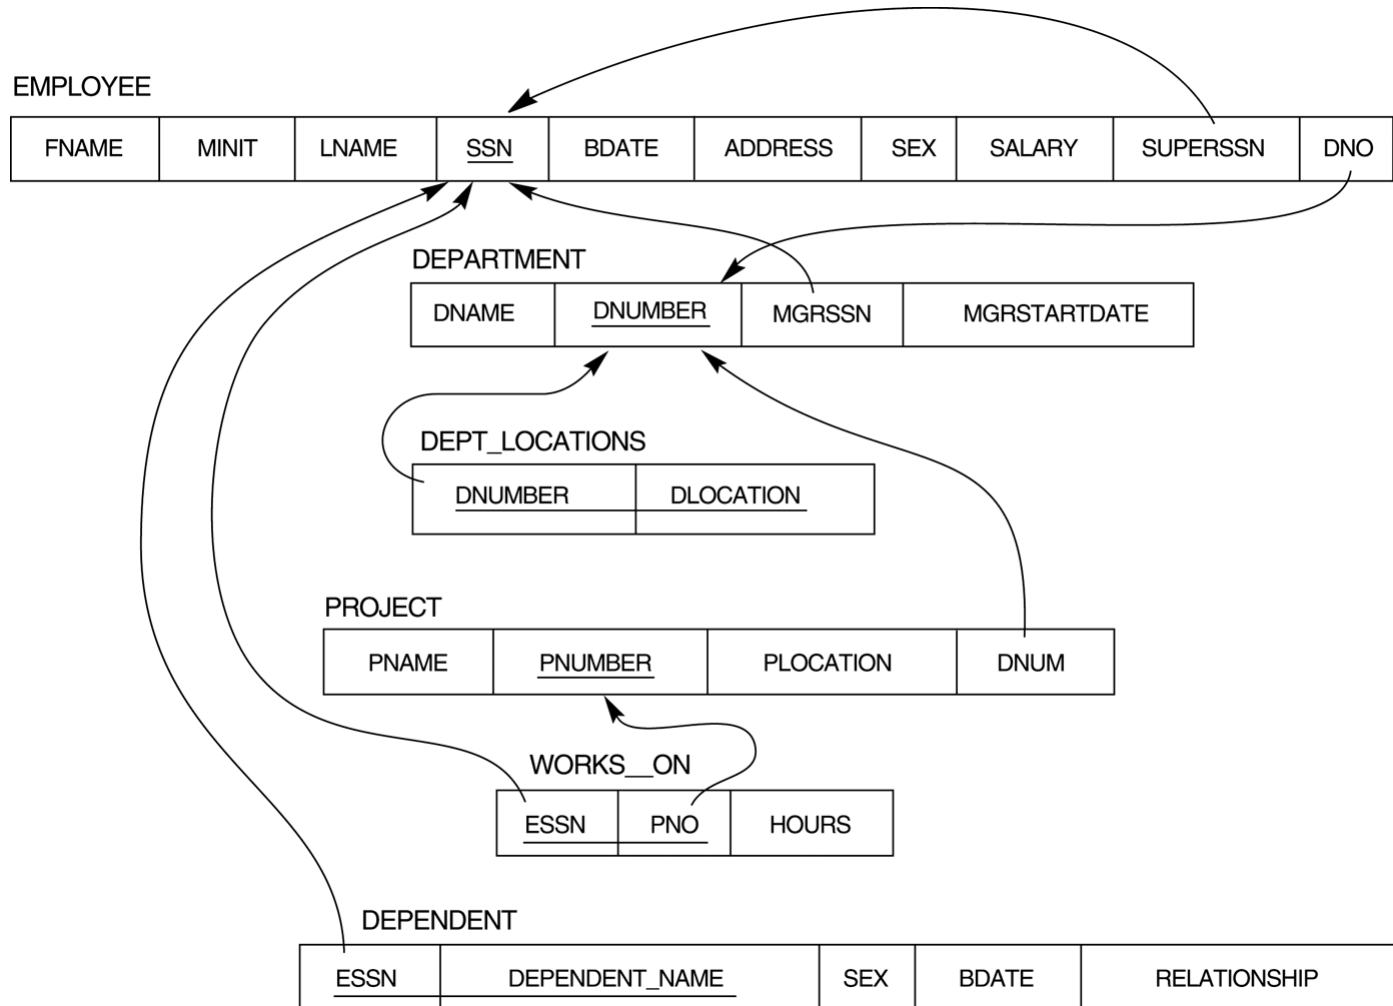 EMPLOYEE
FNAME MINIT LNAME SSN BDATE ADDRESS SEX SALARY SUPERSSN DNO
DEPARTMENT
DNAME DNUMBER MGRSSN MGRSTARTDATE
DEPT_LOCATIONS
DNUMBER DLOCATION
PROJECT
PNAME PNUMBER PLOCATION DNUM
WORKS__ON
ESSN PNO HOURS
DEPENDENT
ESSN DEPENDENT_NAME SEX BDATE RELATIONSHIP